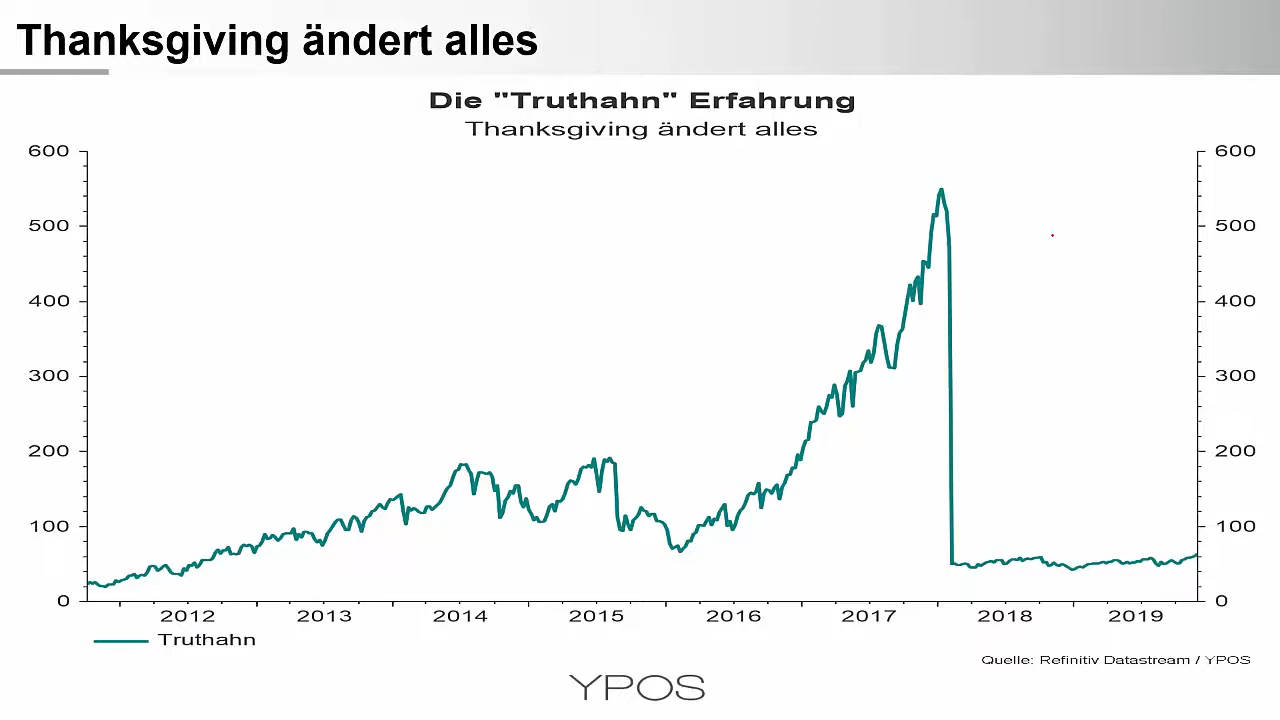 Thanksgiving ändert alles
Die "Truthahn" Erfahrung
Thanksgiving ändert alles
600 600
500 500
400 400
300 300
200 200
100 100
0 0
2012 2013 2014 2015 2016 2017 2018 2019
Truthahn
Quelle: Refinitiv Datastream / YPOS
YPOS